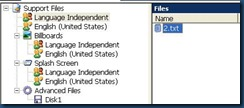 Support Files
Language Independent
English (United States)
Billboards
Language Independent
English (United States)
Splash Screen
Language Independent
English (United States)
Advanced Files
Disk1
Files
Name
2.txt